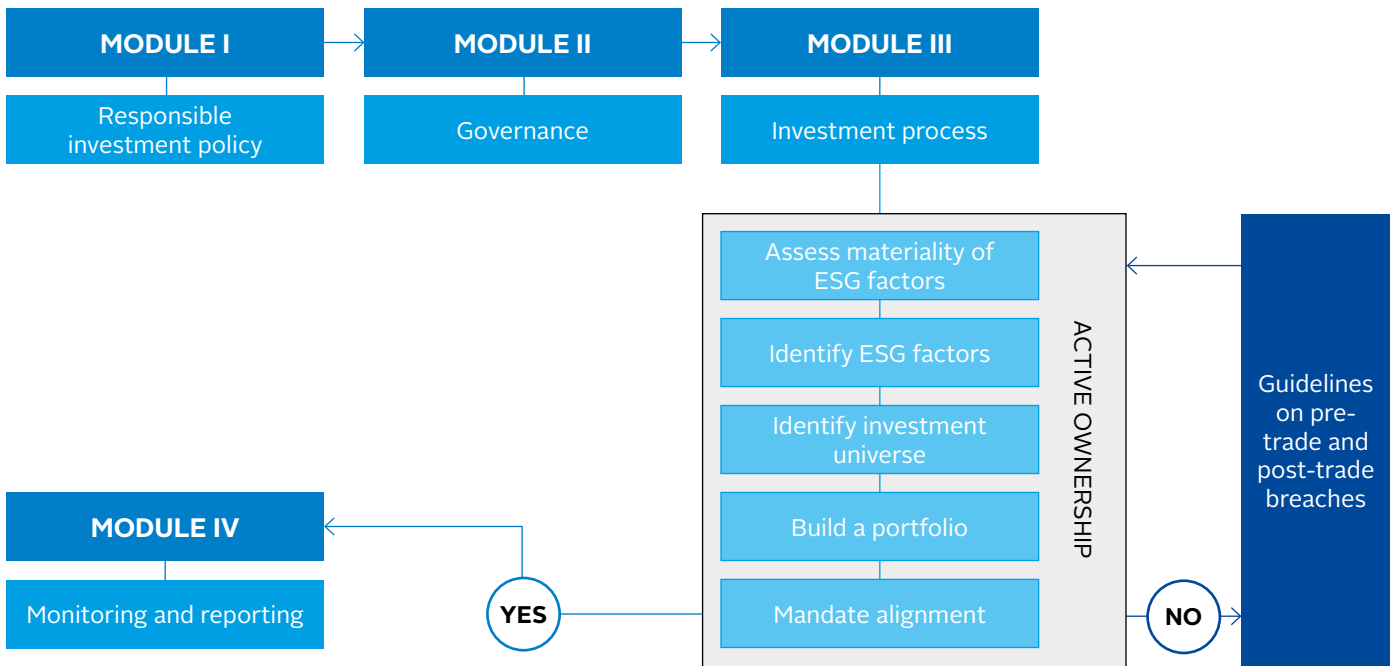 MODULE I
MODULE II
MODULE III
Responsible
investment policy
Governance
Investment process
Assess materiality of
ESG factors
Identify ESG factors
Identify investment
universe
Build a portfolio
Mandate alignment
ACTIVE OWNERSHIP
Guidelines
on pre-
trade and
post-trade
breaches
MODULE IV
Monitoring and reporting
YES
NO